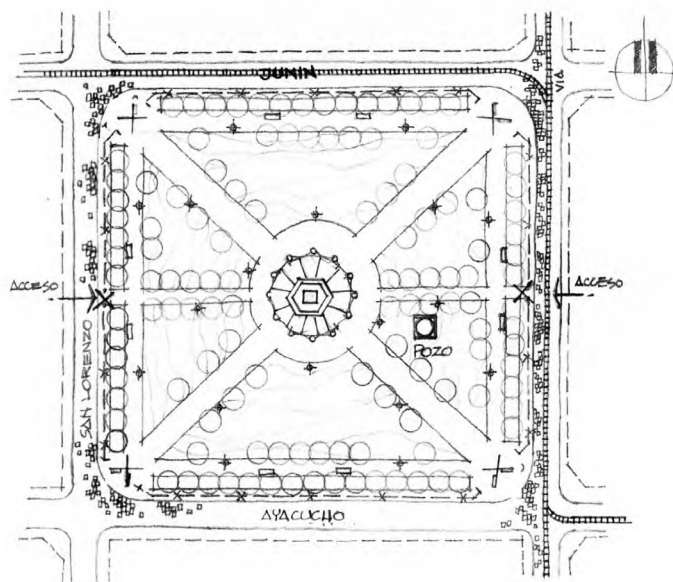 JUNIN
VIA
ACCESO
ACCESO
SAN LORENZO
POZO
AYACUCHO